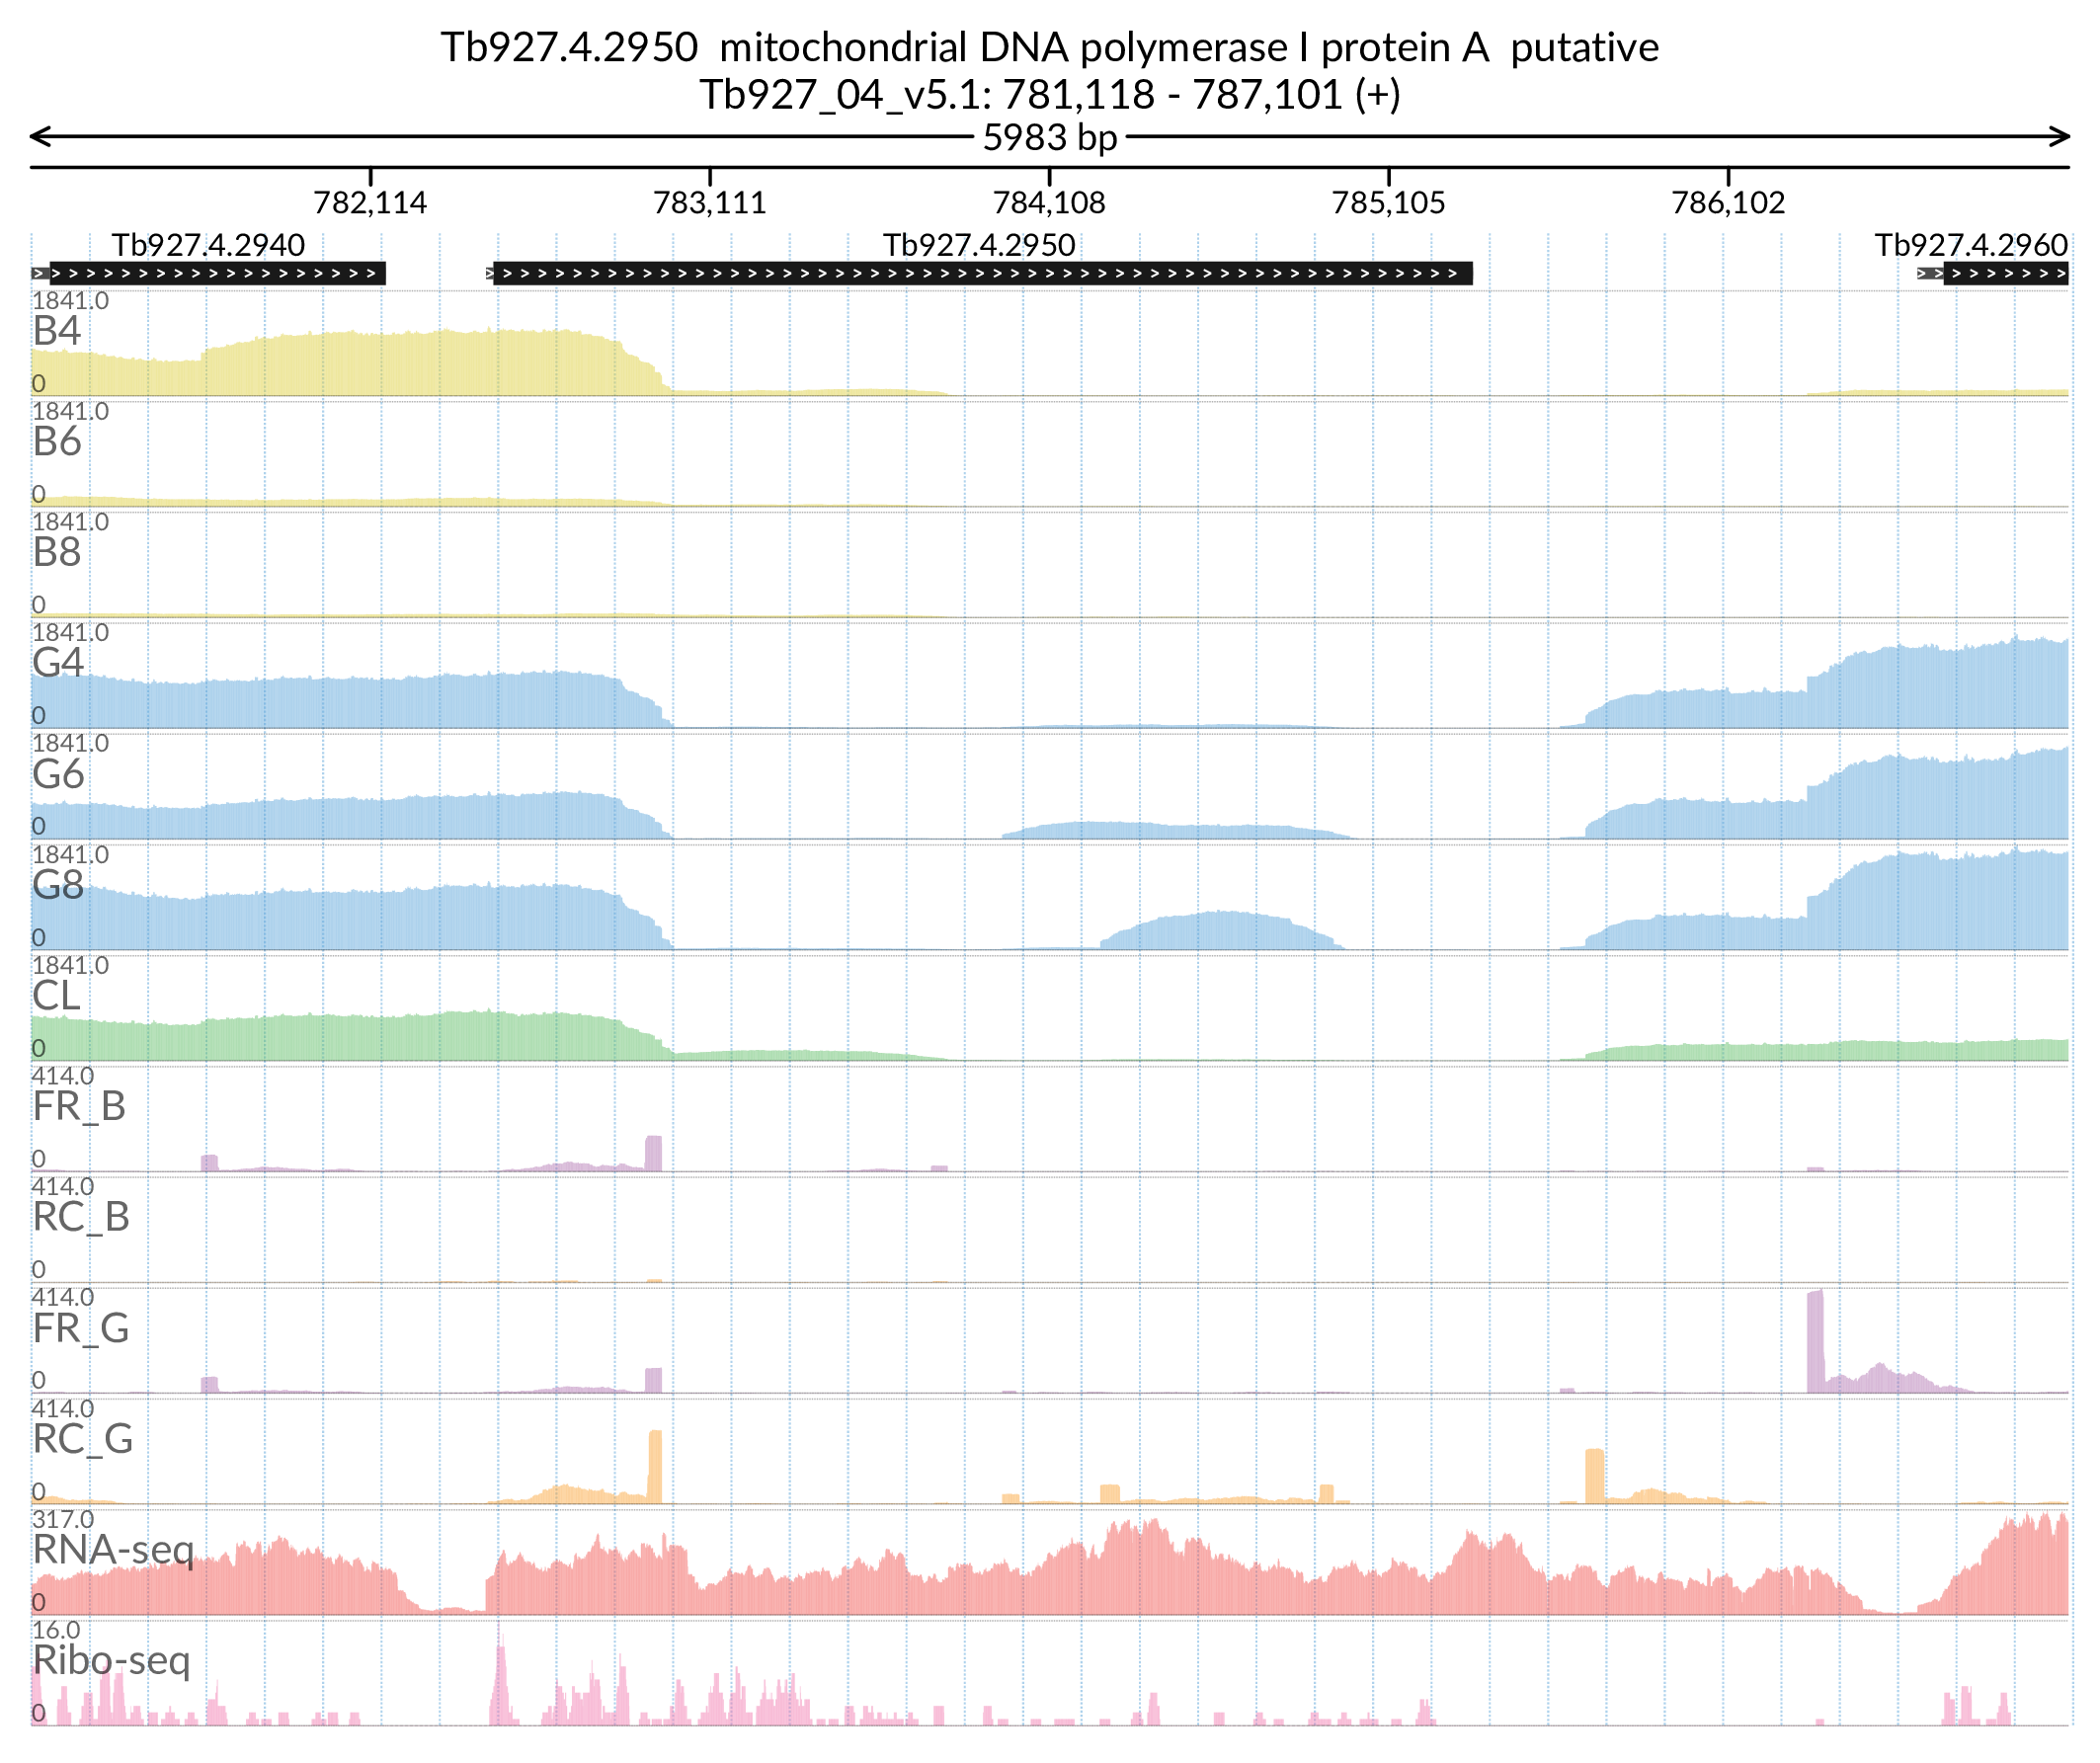 Tb927.4.2950 mitochondrial DNA polymerase I protein A putative
Tb927_04_v5.1: 781,118 - 787,101 (+)
5983 bp
782,114 783,111 784,108 785,105 786,102
Tb927.4.2940 Tb927.4.2950 Tb927.4.2960
1841.0
B4
0
1841.0
B6
0
1841.0
B8
0
1841.0
G4
0
1841.0
G6
0
1841.0
G8
0
1841.0
CL
0
414.0
FR_B
0
414.0
RC_B
0
414.0
FR_G
0
414.0
RC_G
0
317.0
RNA-seq
0
16.0
Ribo-seq
0